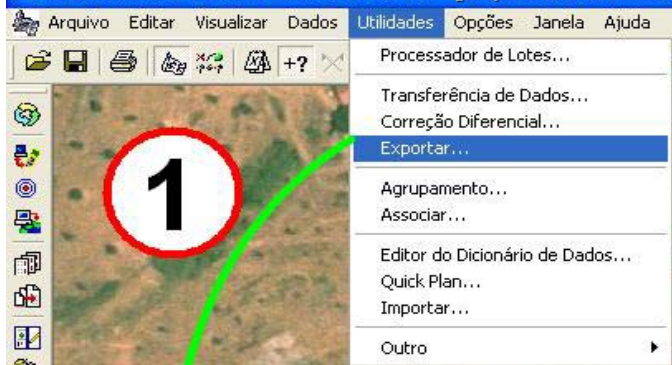 Arquivo Editar Visualizar Dados Utilidades Opções Janela Ajuda
+?
Processador de Lotes...
Transferência de Dados...
Correção Diferencial...
Exportar...
1
Agrupamento...
Associar...
Editor do Dicionário de Dados...
Quick Plan...
Importar...
Outro